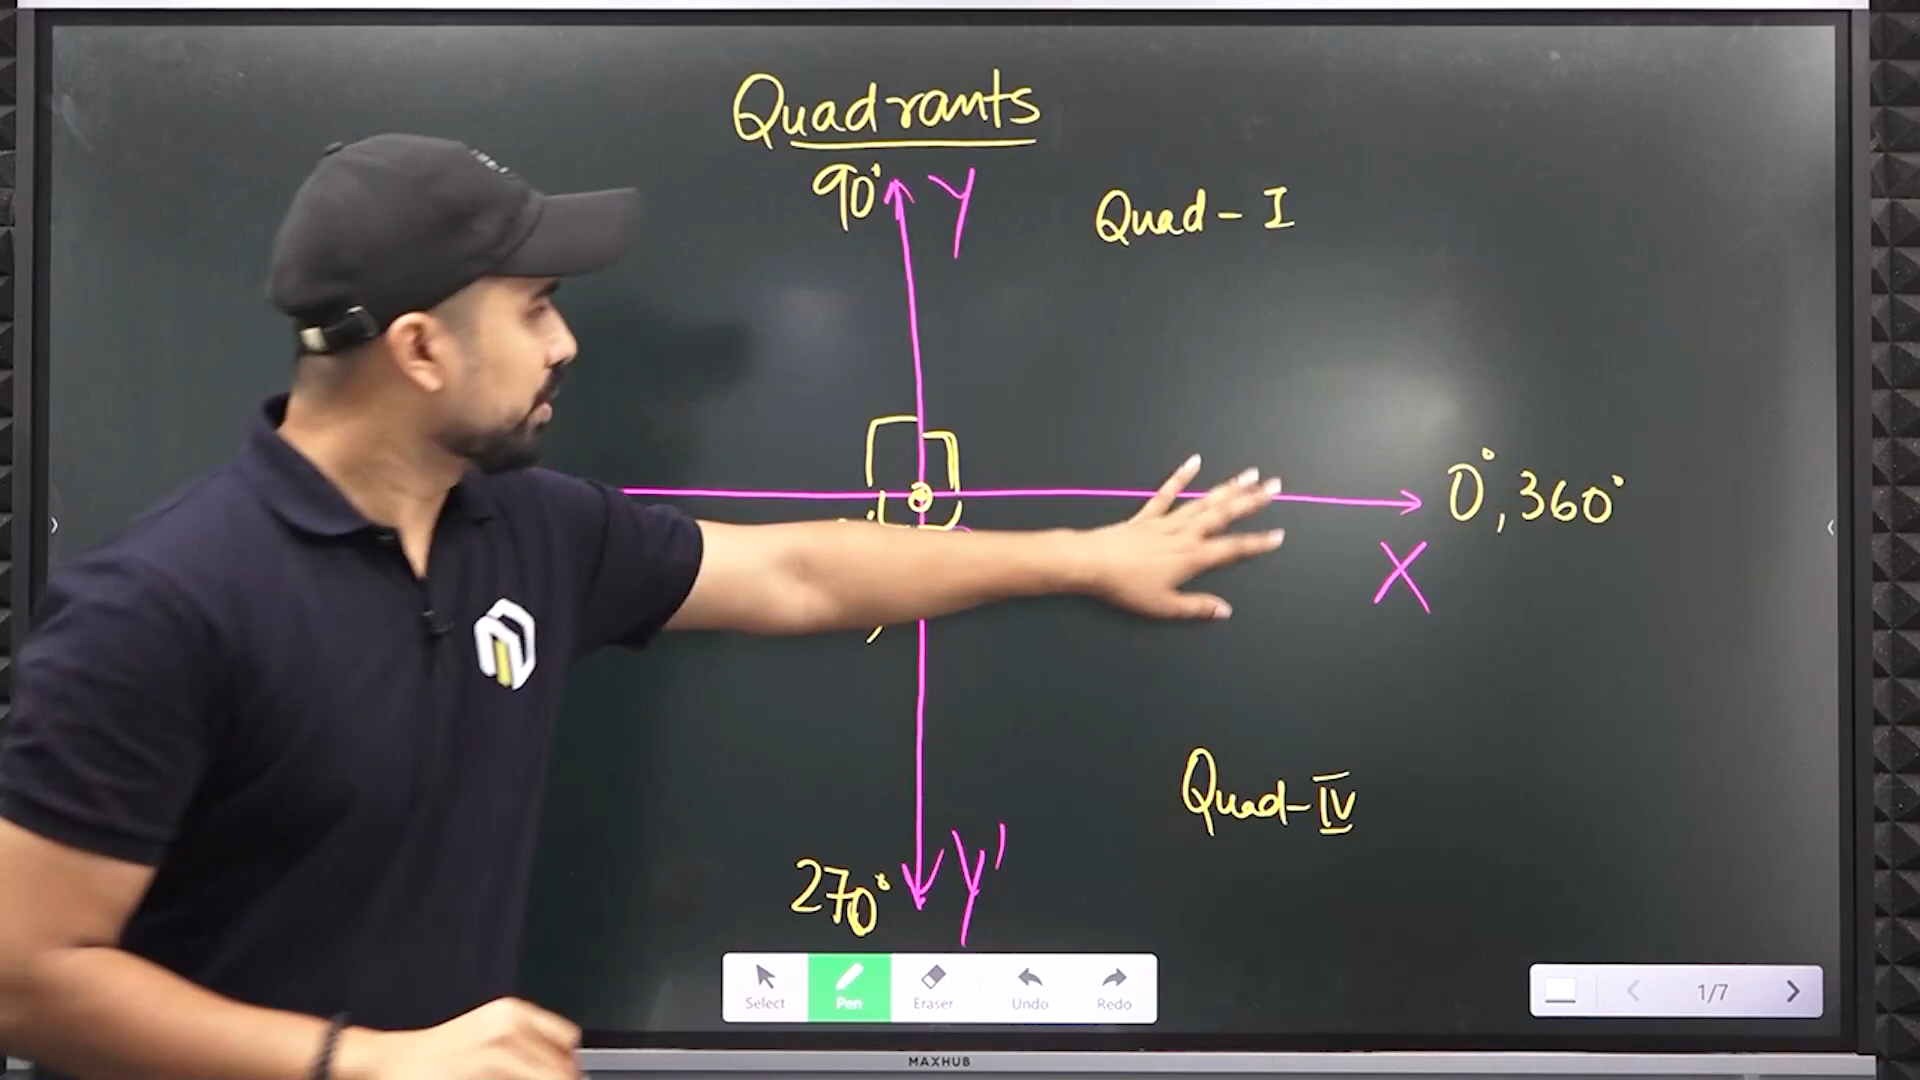 Quadrants
90° Y
Quad - I
0°, 360°
X
Quad-IV
270° Y'
Select
Pen
Eraser
Undo
Redo
1/7
MAXHUB